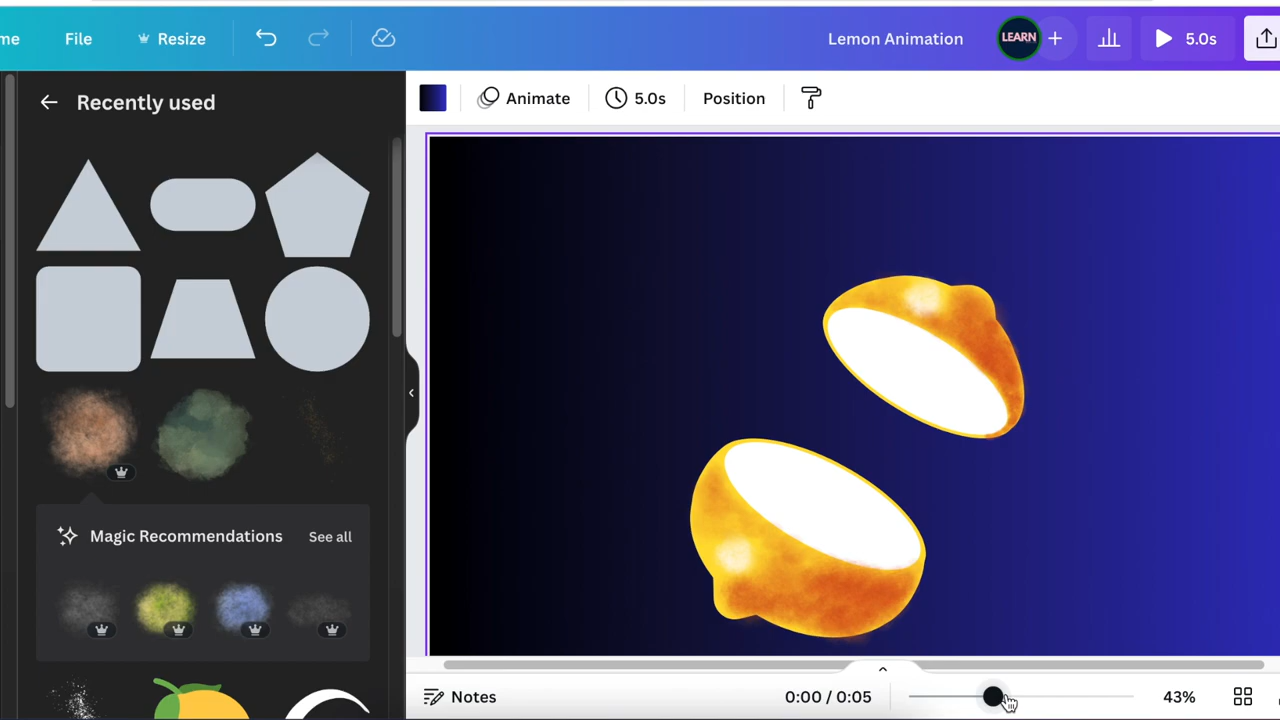 me File Resize Lemon Animation LEARN + 5.0s
Recently used
Animate 5.0s Position
Magic Recommendations See all
Notes 0:00 / 0:05 43%